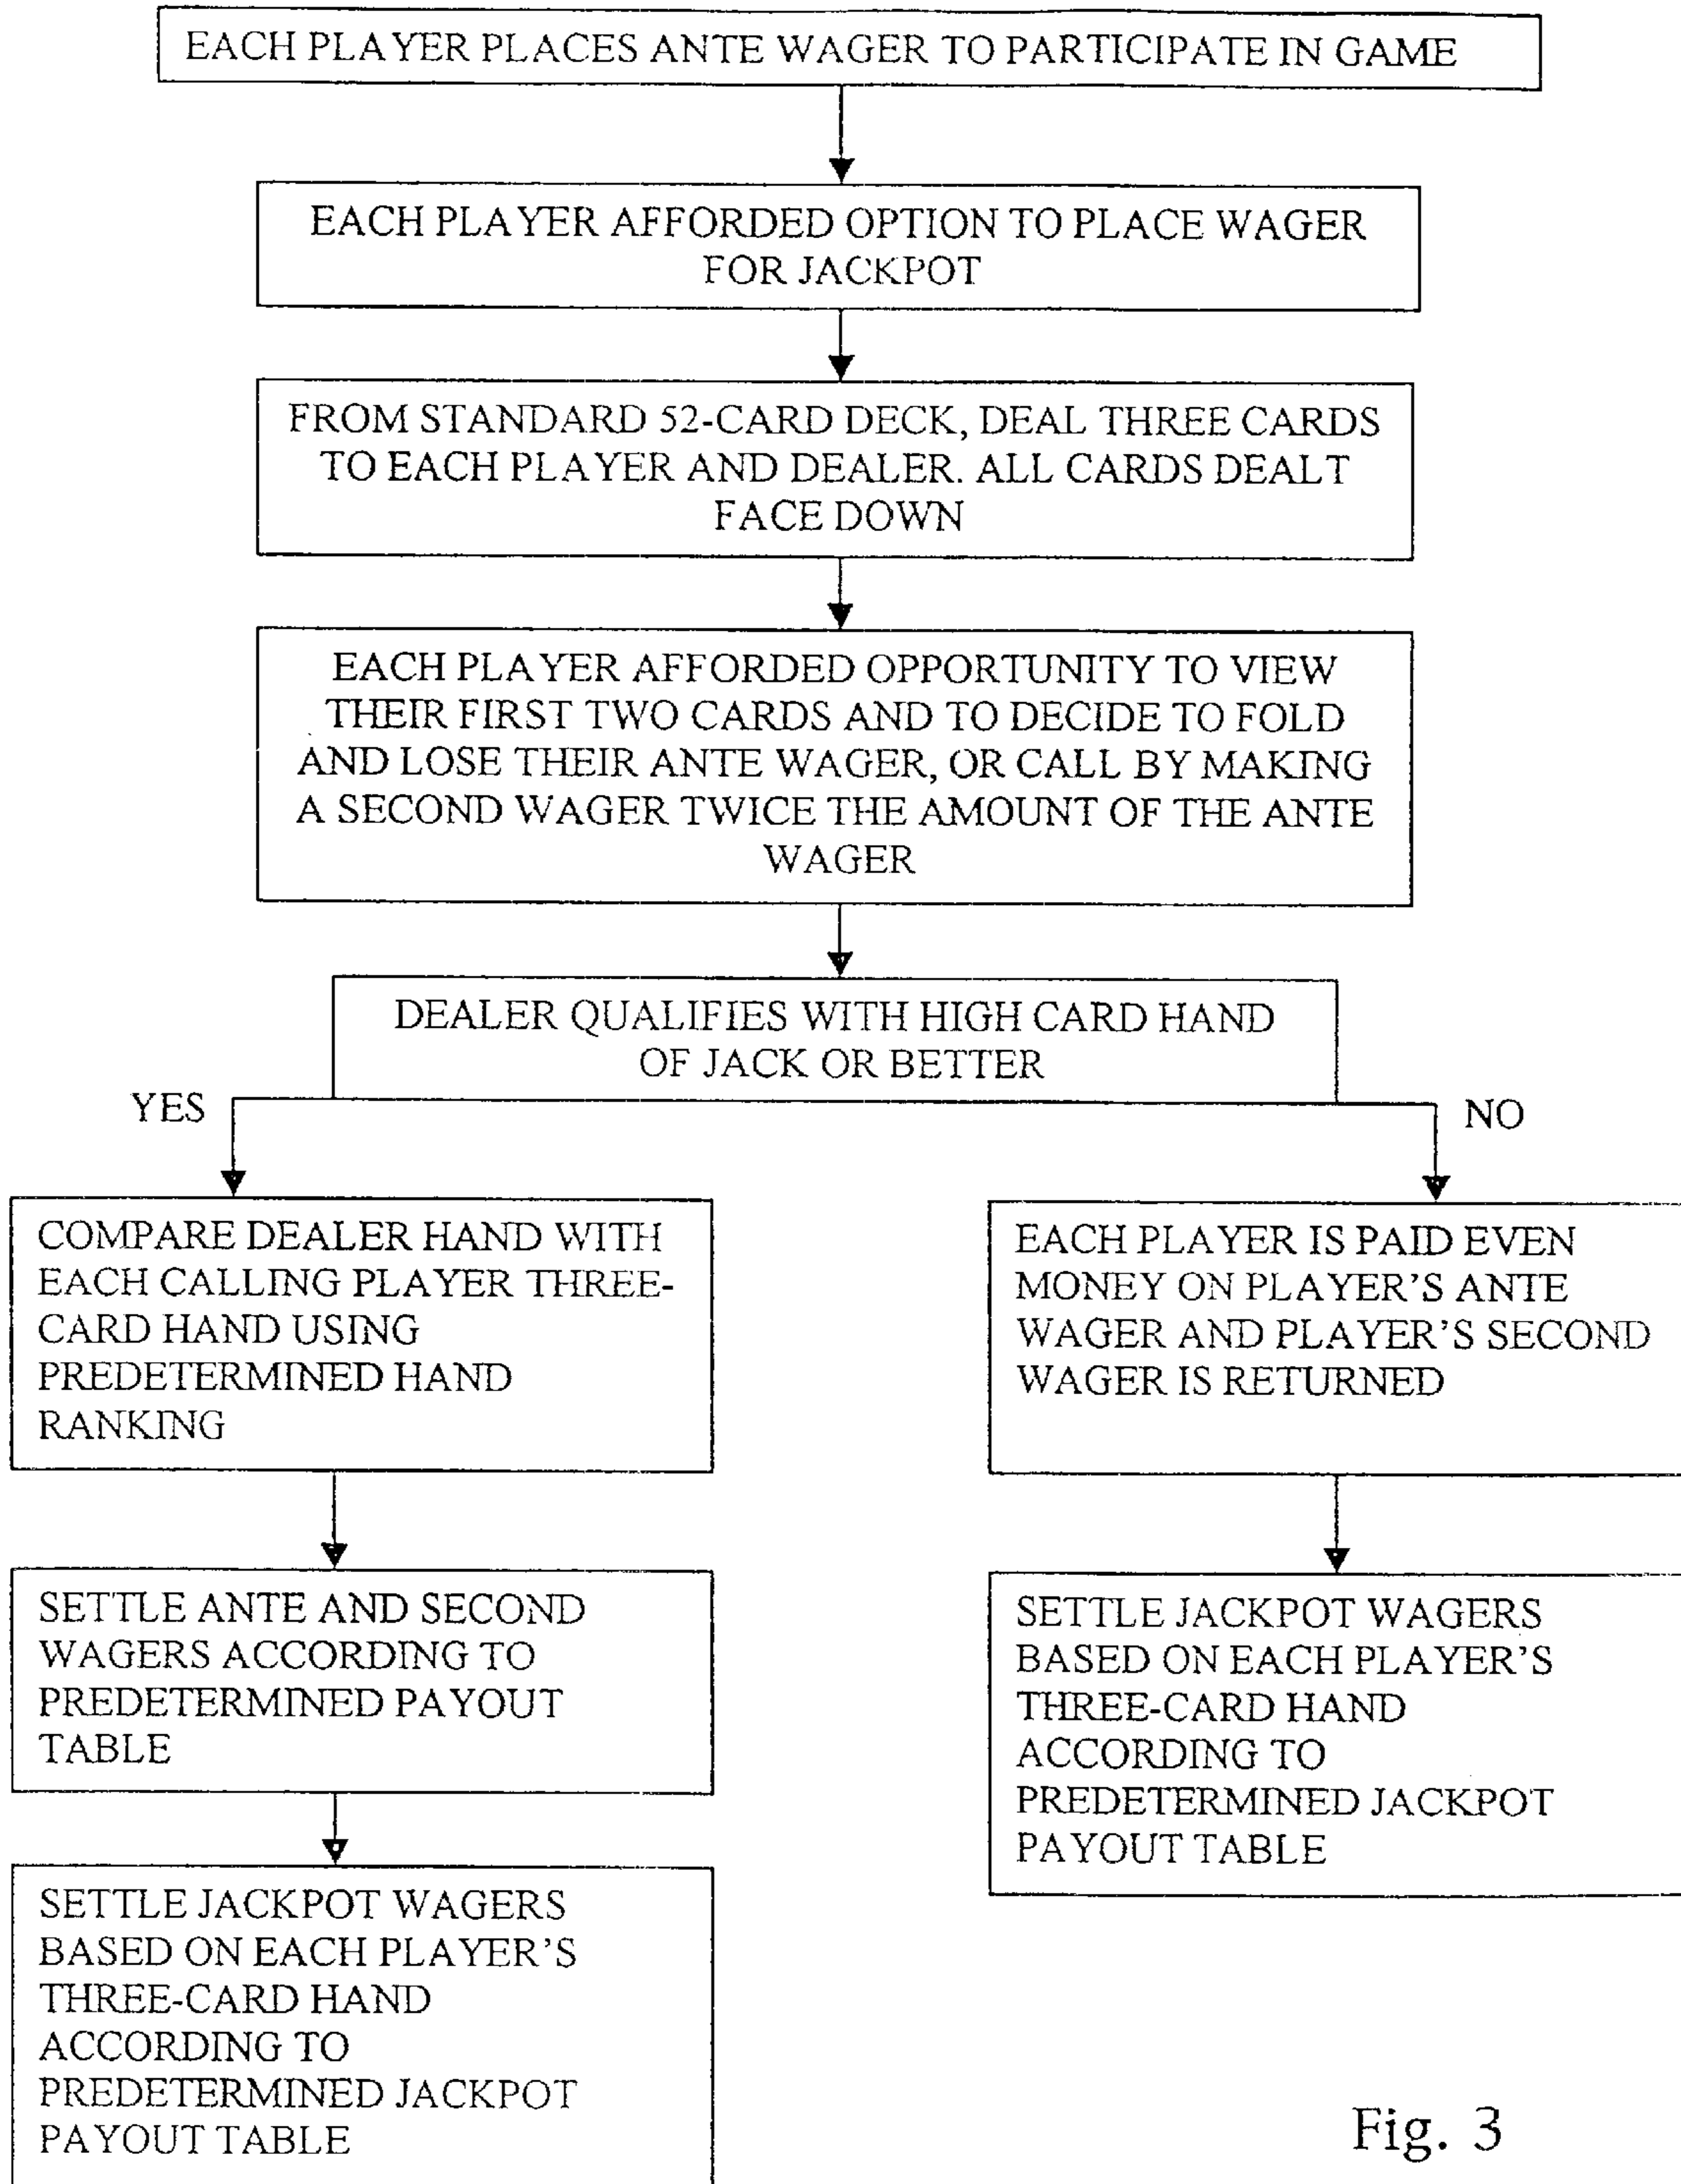 EACH PLAYER PLACES ANTE WAGER TO PARTICIPATE IN GAME
EACH PLAYER AFFORDED OPTION TO PLACE WAGER
FOR JACKPOT
FROM STANDARD 52-CARD DECK, DEAL THREE CARDS
TO EACH PLAYER AND DEALER. ALL CARDS DEALT
FACE DOWN
EACH PLAYER AFFORDED OPPORTUNITY TO VIEW
THEIR FIRST TWO CARDS AND TO DECIDE TO FOLD
AND LOSE THEIR ANTE WAGER, OR CALL BY MAKING
A SECOND WAGER TWICE THE AMOUNT OF THE ANTE
WAGER
DEALER QUALIFIES WITH HIGH CARD HAND
OF JACK OR BETTER
YES
NO
COMPARE DEALER HAND WITH
EACH CALLING PLAYER THREE-
CARD HAND USING
PREDETERMINED HAND
RANKING
EACH PLAYER IS PAID EVEN
MONEY ON PLAYER'S ANTE
WAGER AND PLAYER'S SECOND
WAGER IS RETURNED
SETTLE ANTE AND SECOND
WAGERS ACCORDING TO
PREDETERMINED PAYOUT
TABLE
SETTLE JACKPOT WAGERS
BASED ON EACH PLAYER'S
THREE-CARD HAND
ACCORDING TO
PREDETERMINED JACKPOT
PAYOUT TABLE
SETTLE JACKPOT WAGERS
BASED ON EACH PLAYER'S
THREE-CARD HAND
ACCORDING TO
PREDETERMINED JACKPOT
PAYOUT TABLE
Fig. 3